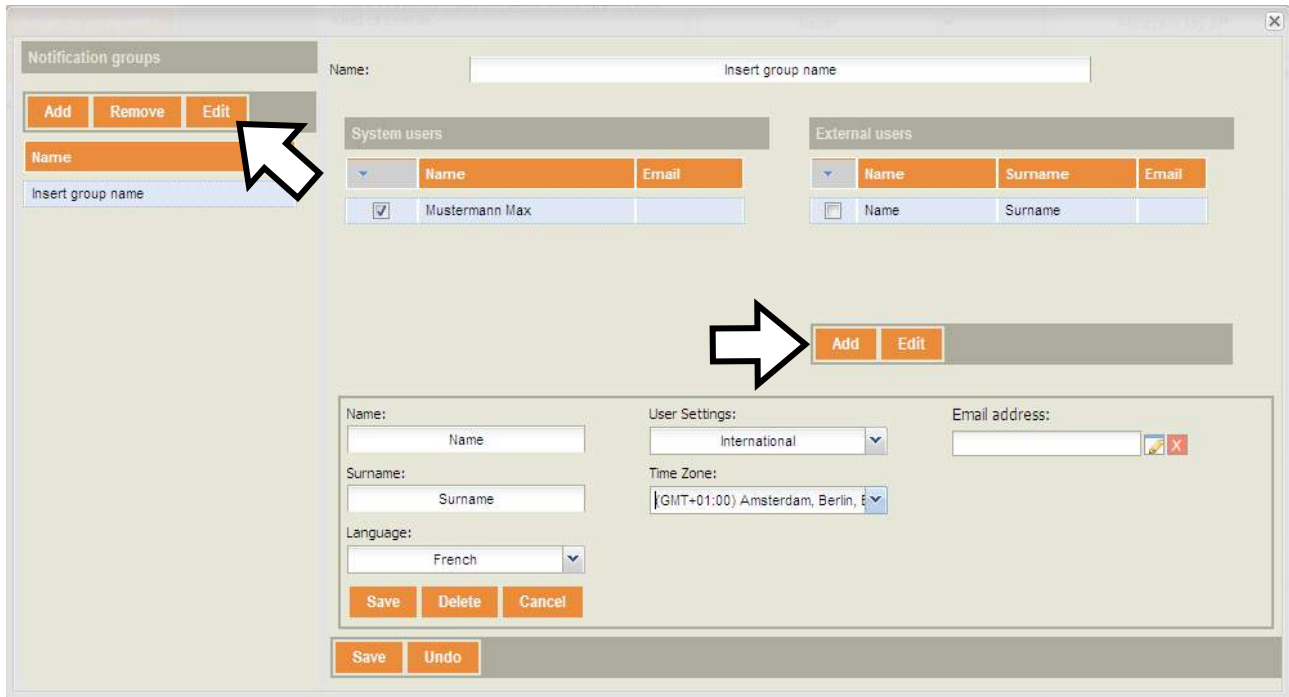 Notification groups
Add Remove Edit
Name
Insert group name
Name: Insert group name
System users
Name Email
Mustermann Max
External users
Name Surname Email
Name Surname
Add Edit
Name:
Name
Surname:
Surname
Language:
French
User Settings:
International
Time Zone:
(GMT+01:00) Amsterdam, Berlin,
Email address:
X
Save Delete Cancel
Save Undo